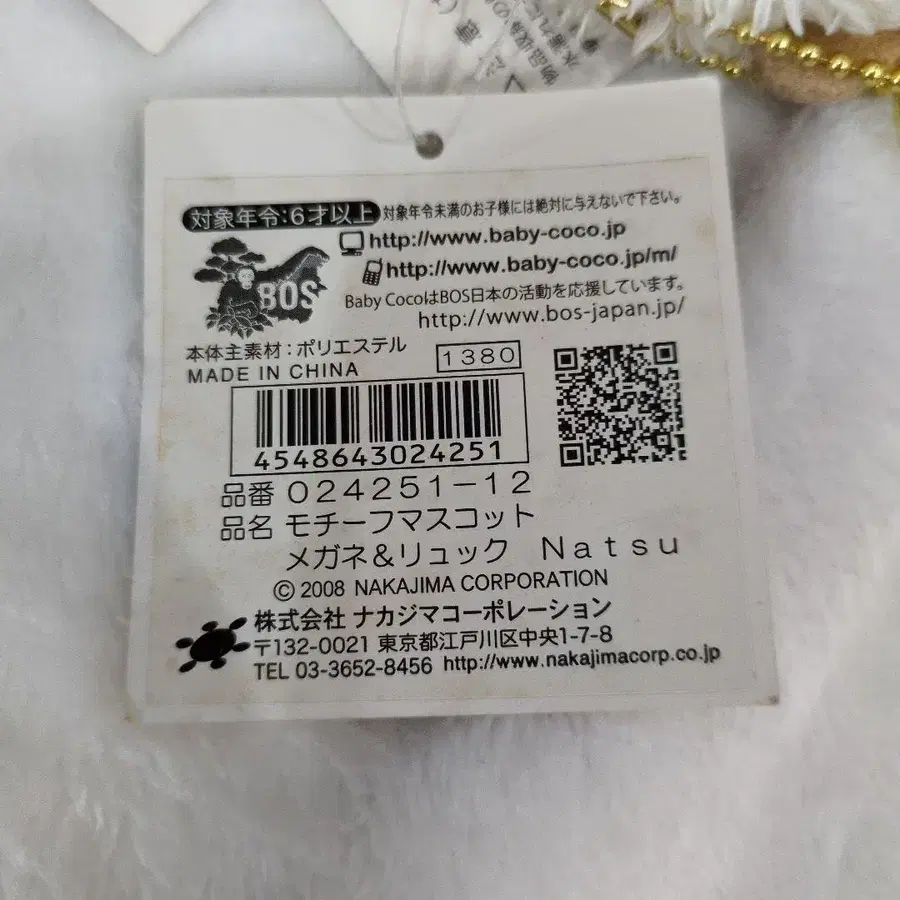 対象年令:6才以上 対象年令未満のお子様には絶対に与えないで下さい。
http://www.baby-coco.jp
http://www.baby-coco.jp/m/
BOS
Baby CocoはBOS日本の活動を応援しています。
http://www.bos-japan.jp/
本体主素材:ポリエステル
MADE IN CHINA
1380
4548643024251
品番 024251-12
品名 モチーフマスコット
メガネ&リュック Natsu
© 2008 NAKAJIMA CORPORATION
株式会社 ナカジマコーポレーション
〒132-0021 東京都江戸川区中央1-7-8
TEL 03-3652-8456 http://www.nakajimacorp.co.jp